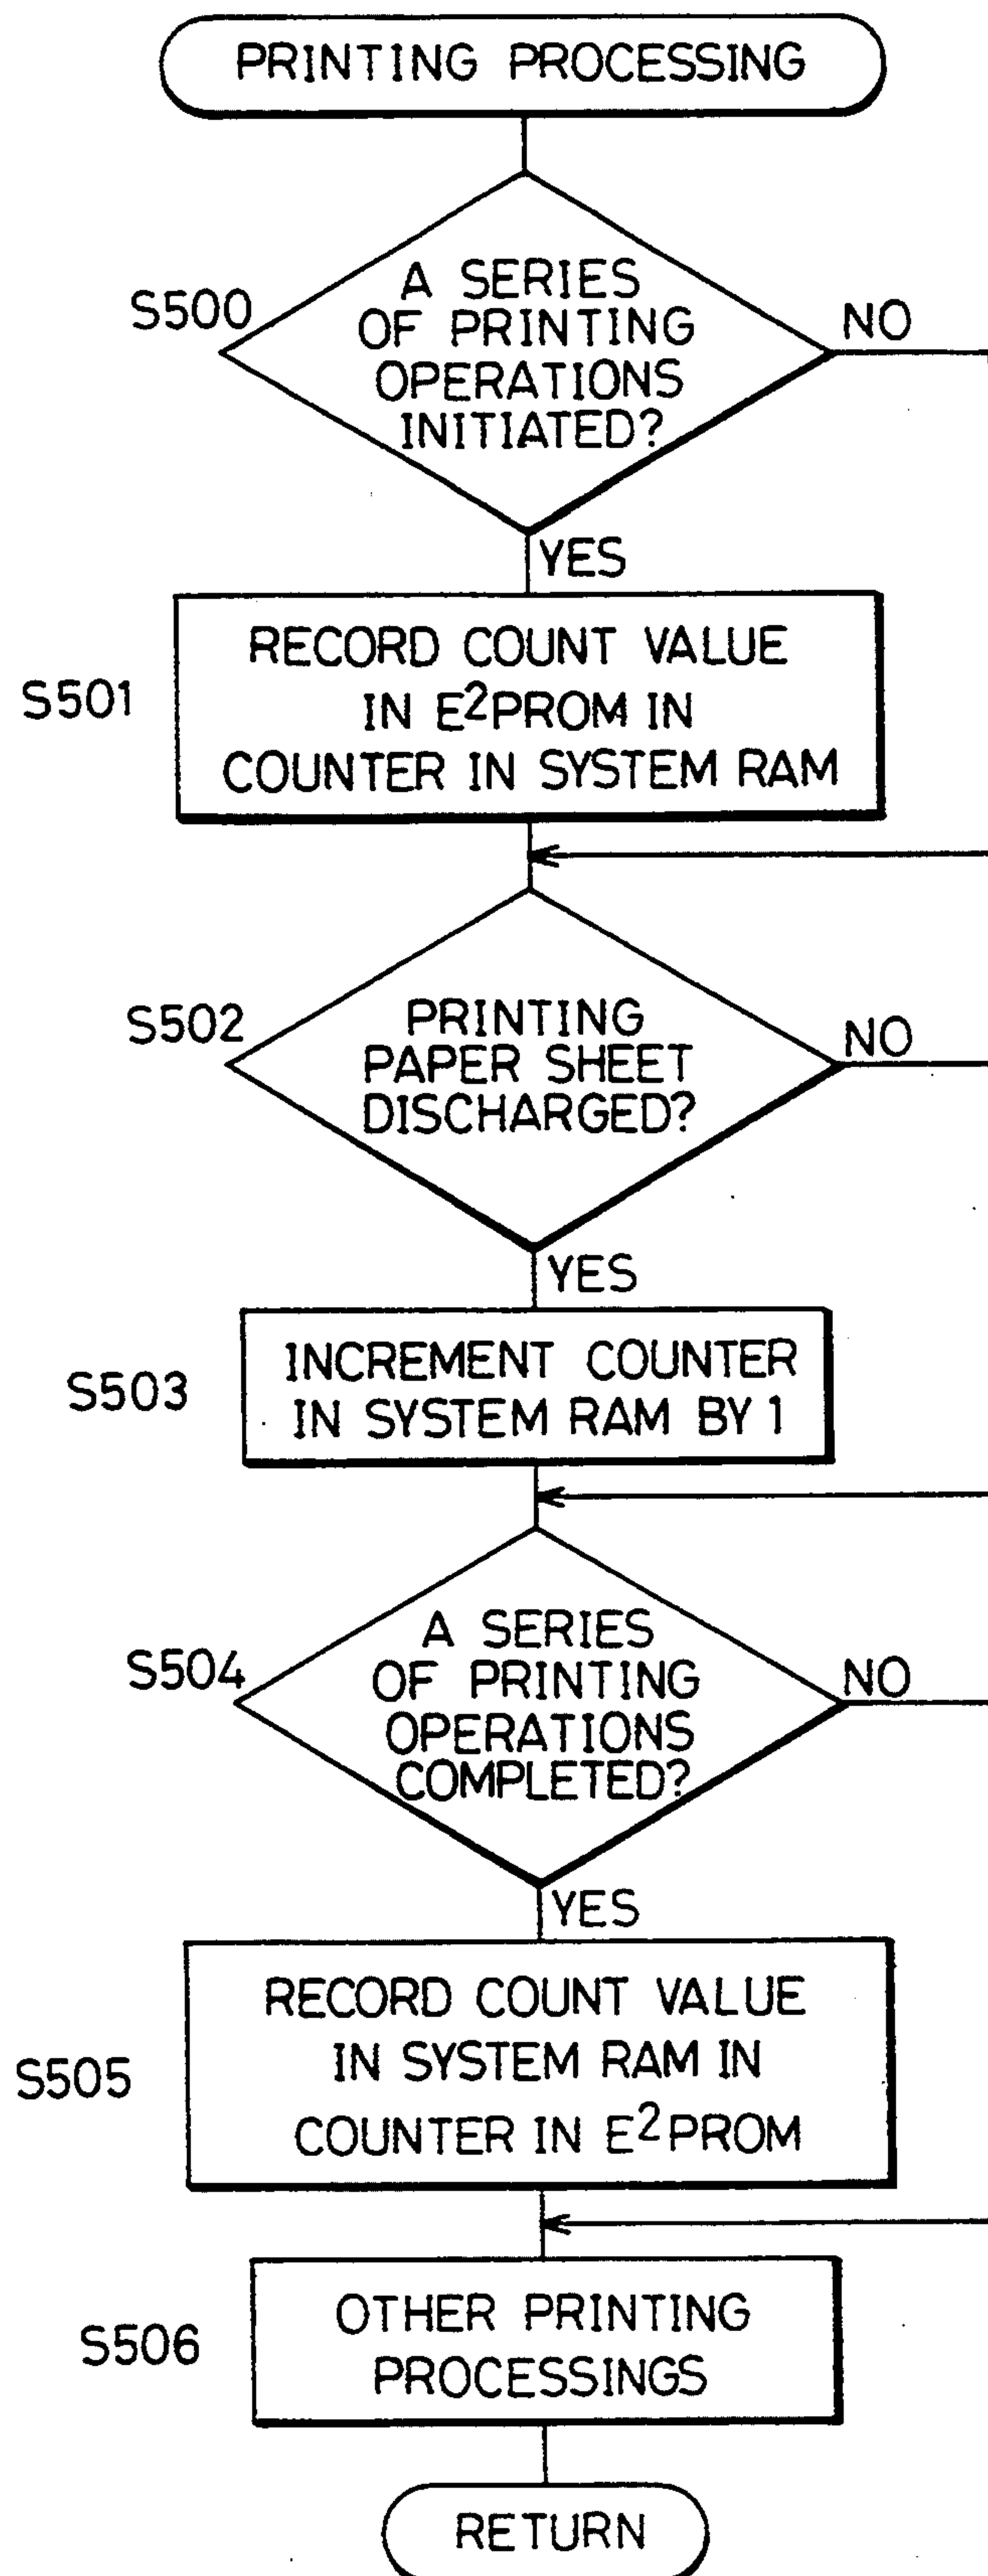 PRINTING PROCESSING
S500
A SERIES
OF PRINTING
OPERATIONS
INITIATED?
NO
YES
S501
RECORD COUNT VALUE
IN E²PROM IN
COUNTER IN SYSTEM RAM
S502
PRINTING
PAPER SHEET
DISCHARGED?
NO
YES
S503
INCREMENT COUNTER
IN SYSTEM RAM BY 1
S504
A SERIES
OF PRINTING
OPERATIONS
COMPLETED?
NO
YES
S505
RECORD COUNT VALUE
IN SYSTEM RAM IN
COUNTER IN E²PROM
S506
OTHER PRINTING
PROCESSINGS
RETURN